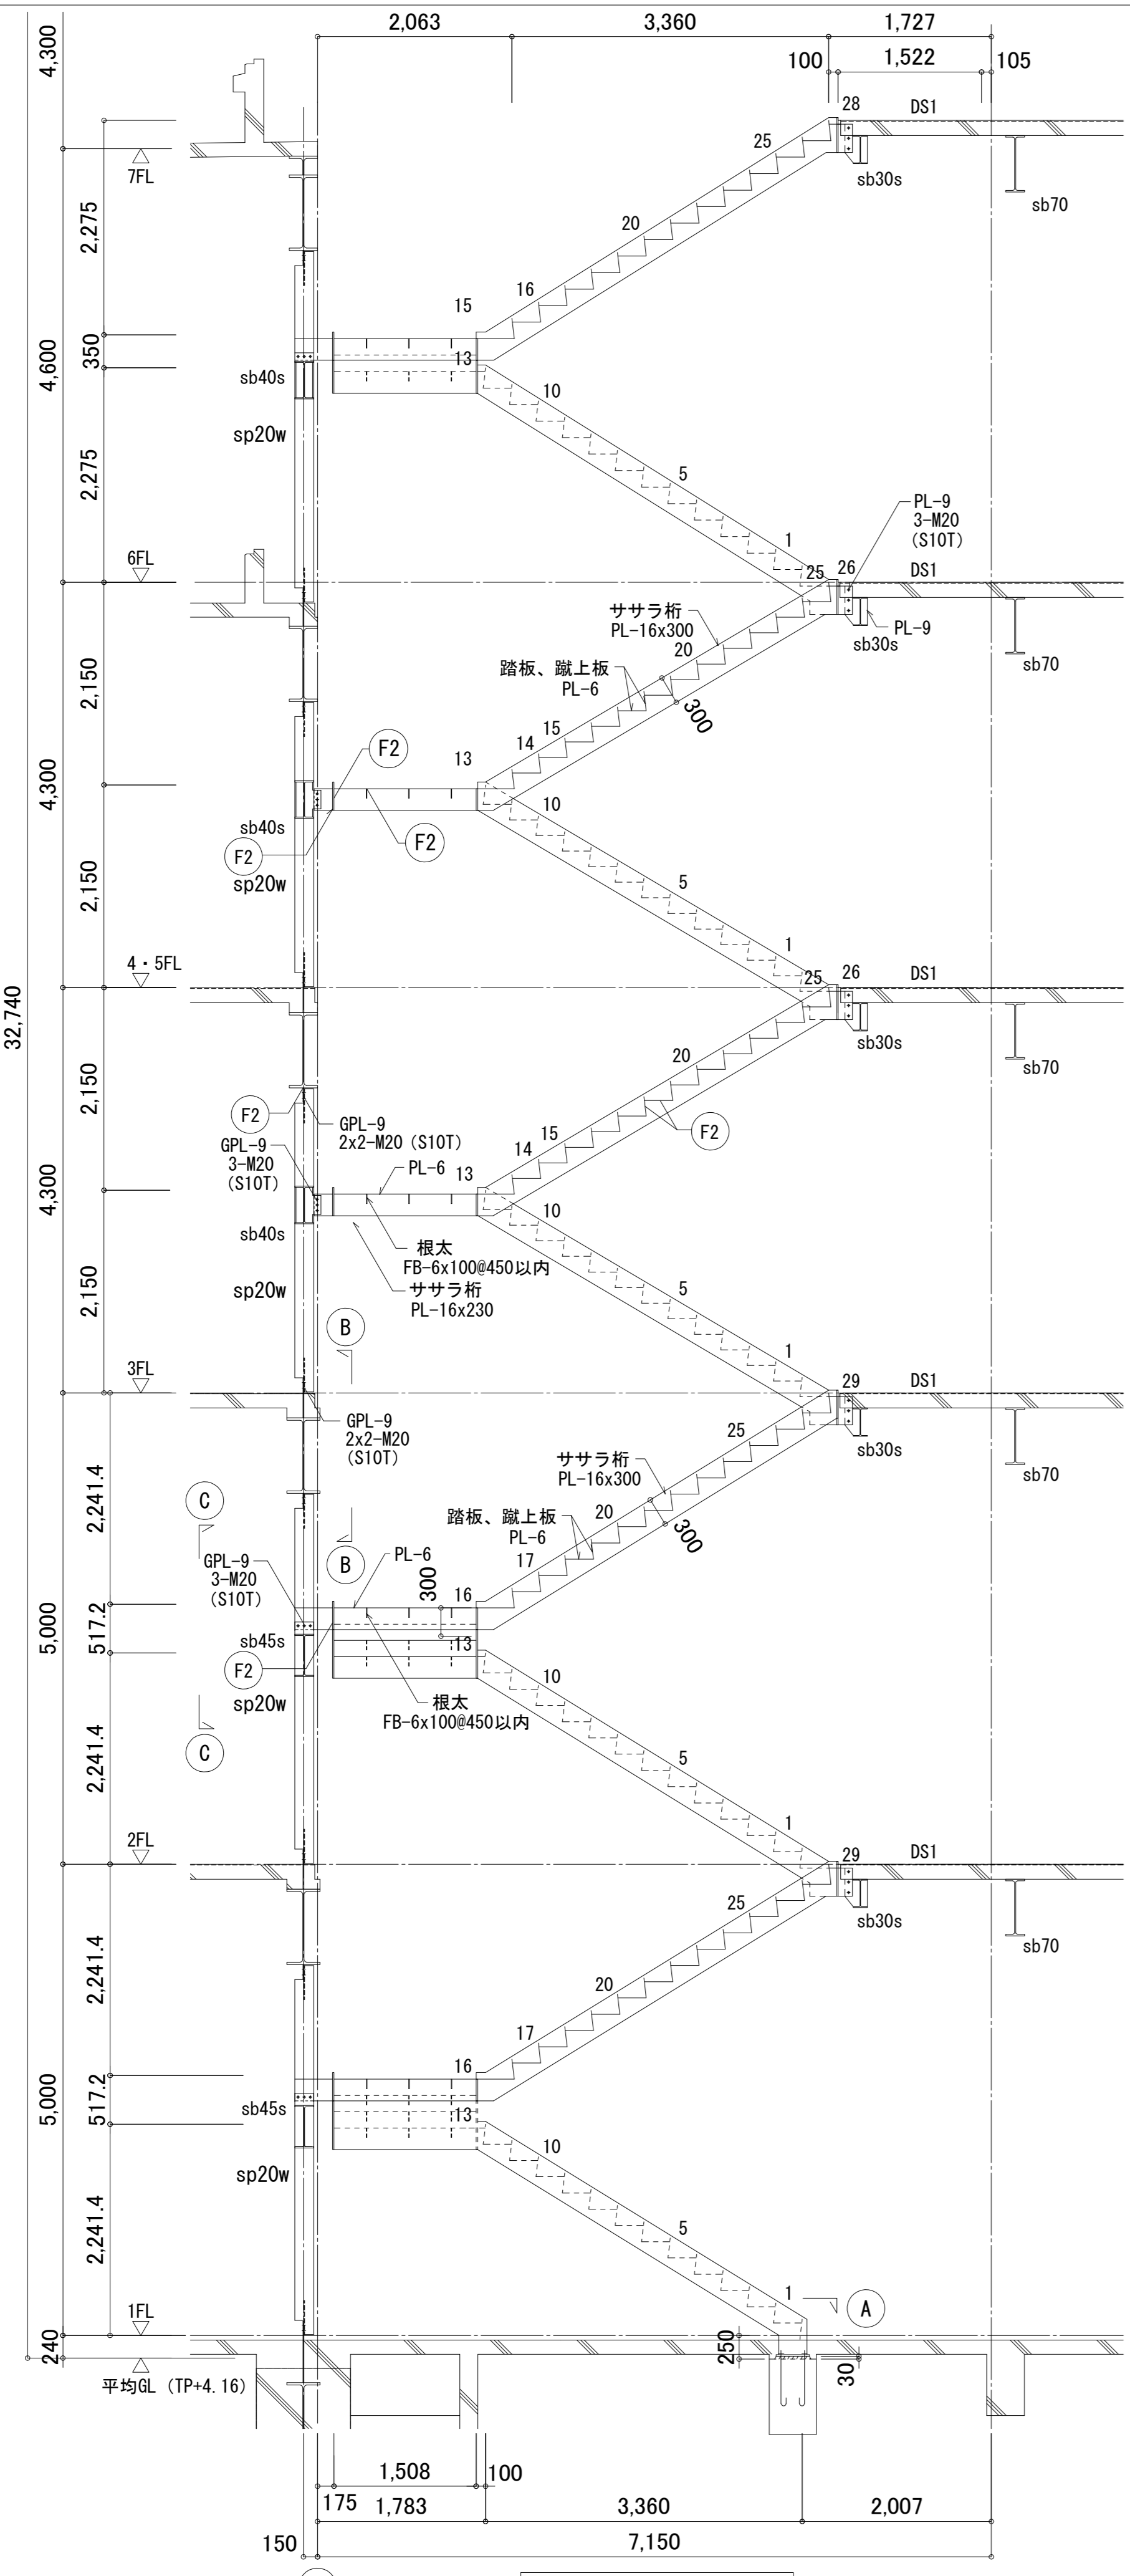 2,063
3,360
1,727
100
1,522
105
4,300
28
DS1
25
7FL
sb30s
sb70
2,275
20
16
15
350
4,600
13
sb40s
10
sp20w
2,275
5
PL-9
3-M20
(S10T)
1
6FL
25
26
DS1
ササラ桁
PL-16x300
PL-9
sb30s
20
sb70
踏板、蹴上板
PL-6
2,150
300
15
F2
14
13
4,300
10
sb40s
F2
F2
sp20w
5
2,150
1
4・5FL
25
26
DS1
32,740
sb30s
20
sb70
2,150
F2
GPL-9
2x2-M20 (S10T)
15
F2
GPL-9
3-M20
(S10T)
14
PL-6
13
4,300
10
sb40s
根太
FB-6x100@450以内
sp20w
ササラ桁
PL-16x230
5
2,150
B
1
3FL
29
DS1
GPL-9
2x2-M20
(S10T)
25
sb30s
ササラ桁
PL-16x300
sb70
2,241.4
C
20
踏板、蹴上板
PL-6
300
B
GPL-9
3-M20
(S10T)
PL-6
17
300
16
5,000
517.2
sb45s
13
F2
10
sp20w
根太
FB-6x100@450以内
C
5
2,241.4
1
2FL
29
DS1
25
sb30s
sb70
2,241.4
20
17
16
5,000
517.2
sb45s
13
10
sp20w
5
2,241.4
1
A
1FL
240
250
30
平均GL (TP+4.16)
1,508
100
175
1,783
3,360
2,007
150
7,150